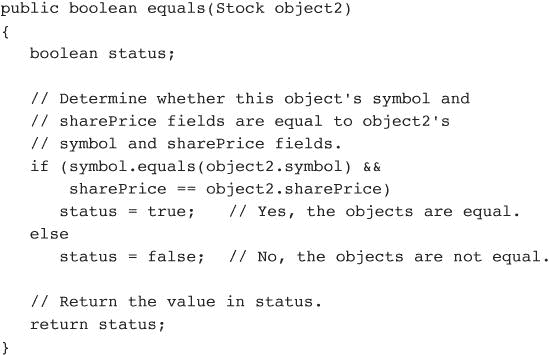 public boolean equals(Stock object2)
{
   boolean status;

   // Determine whether this object's symbol and
   // sharePrice fields are equal to object2's
   // symbol and sharePrice fields.
   if (symbol.equals(object2.symbol) &&
       sharePrice == object2.sharePrice)
      status = true;   // Yes, the objects are equal.
   else
      status = false;  // No, the objects are not equal.

   // Return the value in status.
   return status;
}